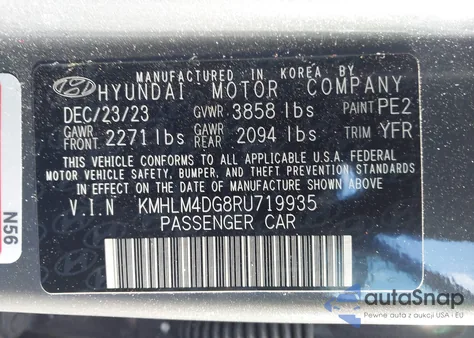 MANUFACTURED IN KOREA BY
HYUNDAI MOTOR COMPANY
DEC/23/23 GVWR 3858 lbs PAINT PE2
GAWR FRONT 2271 lbs GAWR REAR 2094 lbs TRIM YFR
THIS VEHICLE CONFORMS TO ALL APPLICABLE U.S.A. FEDERAL
MOTOR VEHICLE SAFETY, BUMPER, AND THEFT PREVENTION STANDARDS
IN EFFECT ON THE DATE OF MANUFACTURE SHOWN ABOVE.
V.I.N KMHLM4DG8RU719935
PASSENGER CAR
N56
autoSnap
Pewne auta z aukcji USA i Kanady